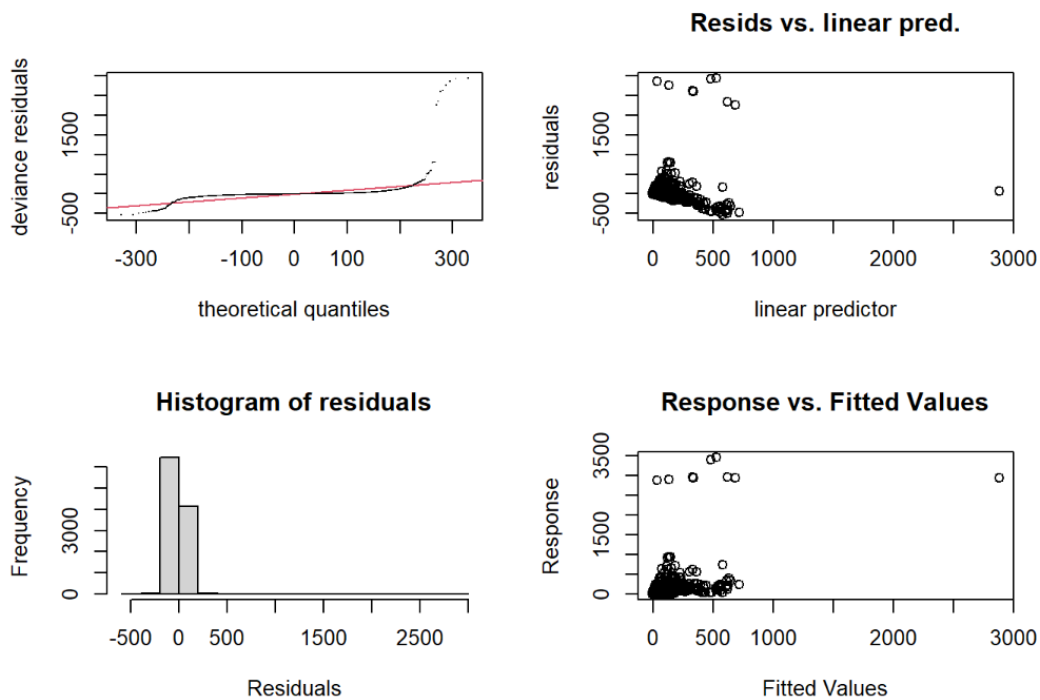 deviance residuals
-500
1500
-300
-100
0
100
300
theoretical quantiles
Resids vs. linear pred.
residuals
-500
1500
0
500
1000
2000
3000
linear predictor
Histogram of residuals
Frequency
0
3000
-500
0
500
1500
2500
Residuals
Response vs. Fitted Values
Response
0
1500
3500
0
500
1000
2000
3000
Fitted Values